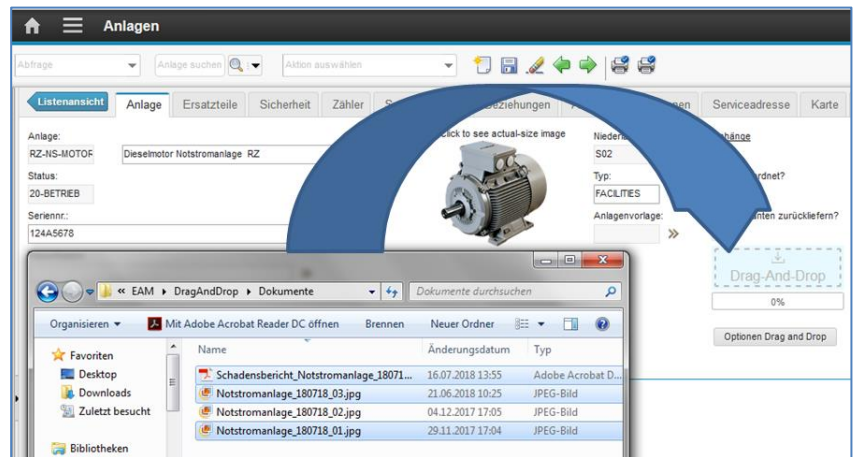 Anlagen
Abfrage Anlage suchen Aktion auswählen
Listenansicht Anlage Ersatzteile Sicherheit Zähler Serviceadresse Karte
Anlage: Click to see actual-size image
RZ-NS-MOTOR Dieselmotor Notstromanlage RZ S02
Status: Typ:
20-BETRIEB FACILITIES
Seriennr.: Anlagenvorlage: zurückliefern?
124A5678
Drag-And-Drop
0%
Optionen Drag and Drop
« EAM DragAndDrop Dokumente Dokumente durchsuchen
Organisieren Mit Adobe Acrobat Reader DC öffnen Brennen Neuer Ordner
Favoriten Name Änderungsdatum Typ
Desktop Schadensbericht_Notstromanlage_18071... 16.07.2018 13:55 Adobe Acrobat D...
Downloads Notstromanlage_180718_03.jpg 21.06.2018 10:25 JPEG-Bild
Zuletzt besucht Notstromanlage_180718_02.jpg 04.12.2017 17:05 JPEG-Bild
Notstromanlage_180718_01.jpg 29.11.2017 17:04 JPEG-Bild
Bibliotheken